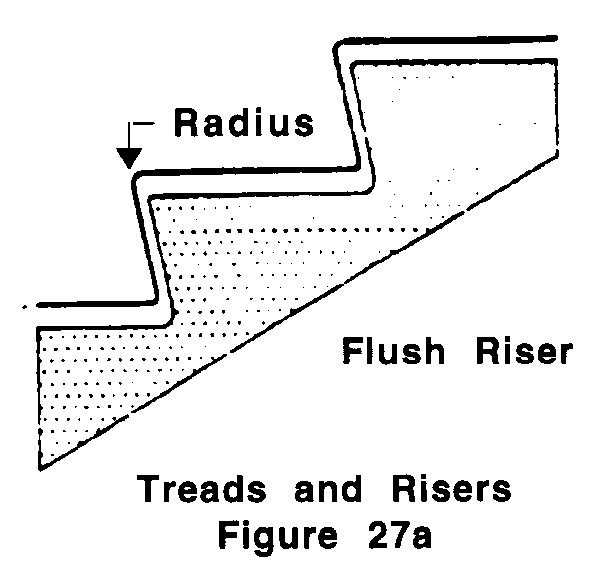 Radius
Flush Riser
Treads and Risers
Figure 27a